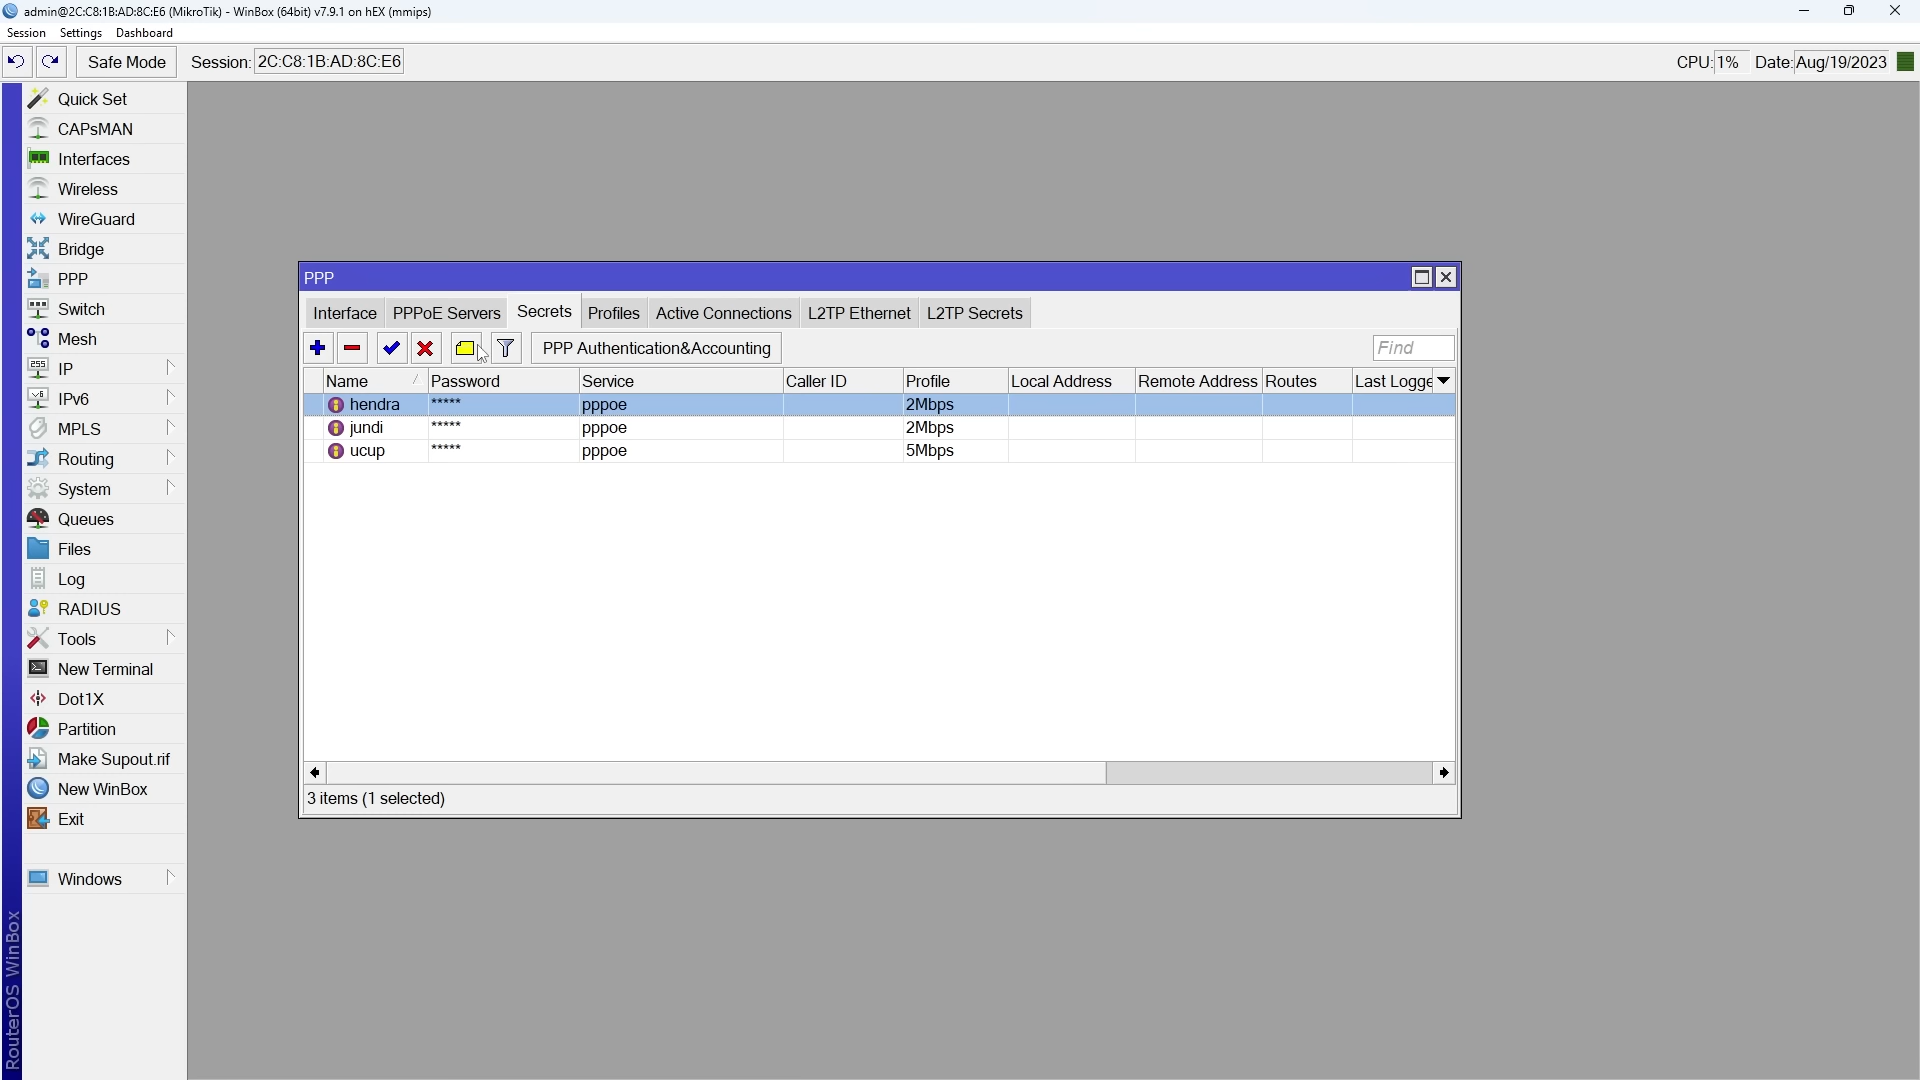 admin@2C:C8:1B:AD:8C:E6 (MikroTik) - WinBox (64bit) v7.9.1 on hEX (mmips)
Session Settings Dashboard
Safe Mode Session: 2C:C8:1B:AD:8C:E6 CPU: 1% Date: Aug/19/2023
Quick Set
CAPsMAN
Interfaces
Wireless
WireGuard
Bridge
PPP
Switch
Mesh
IP
IPv6
MPLS
Routing
System
Queues
Files
Log
RADIUS
Tools
New Terminal
Dot1X
Partition
Make Supout.rif
New WinBox
Exit
Windows
RouterOS WinBox
PPP
Interface PPPoE Servers Secrets Profiles Active Connections L2TP Ethernet L2TP Secrets
PPP Authentication&Accounting Find
Name Password Service Caller ID Profile Local Address Remote Address Routes Last Logge
hendra ***** pppoe 2Mbps
jundi ***** pppoe 2Mbps
ucup ***** pppoe 5Mbps
3 items (1 selected)